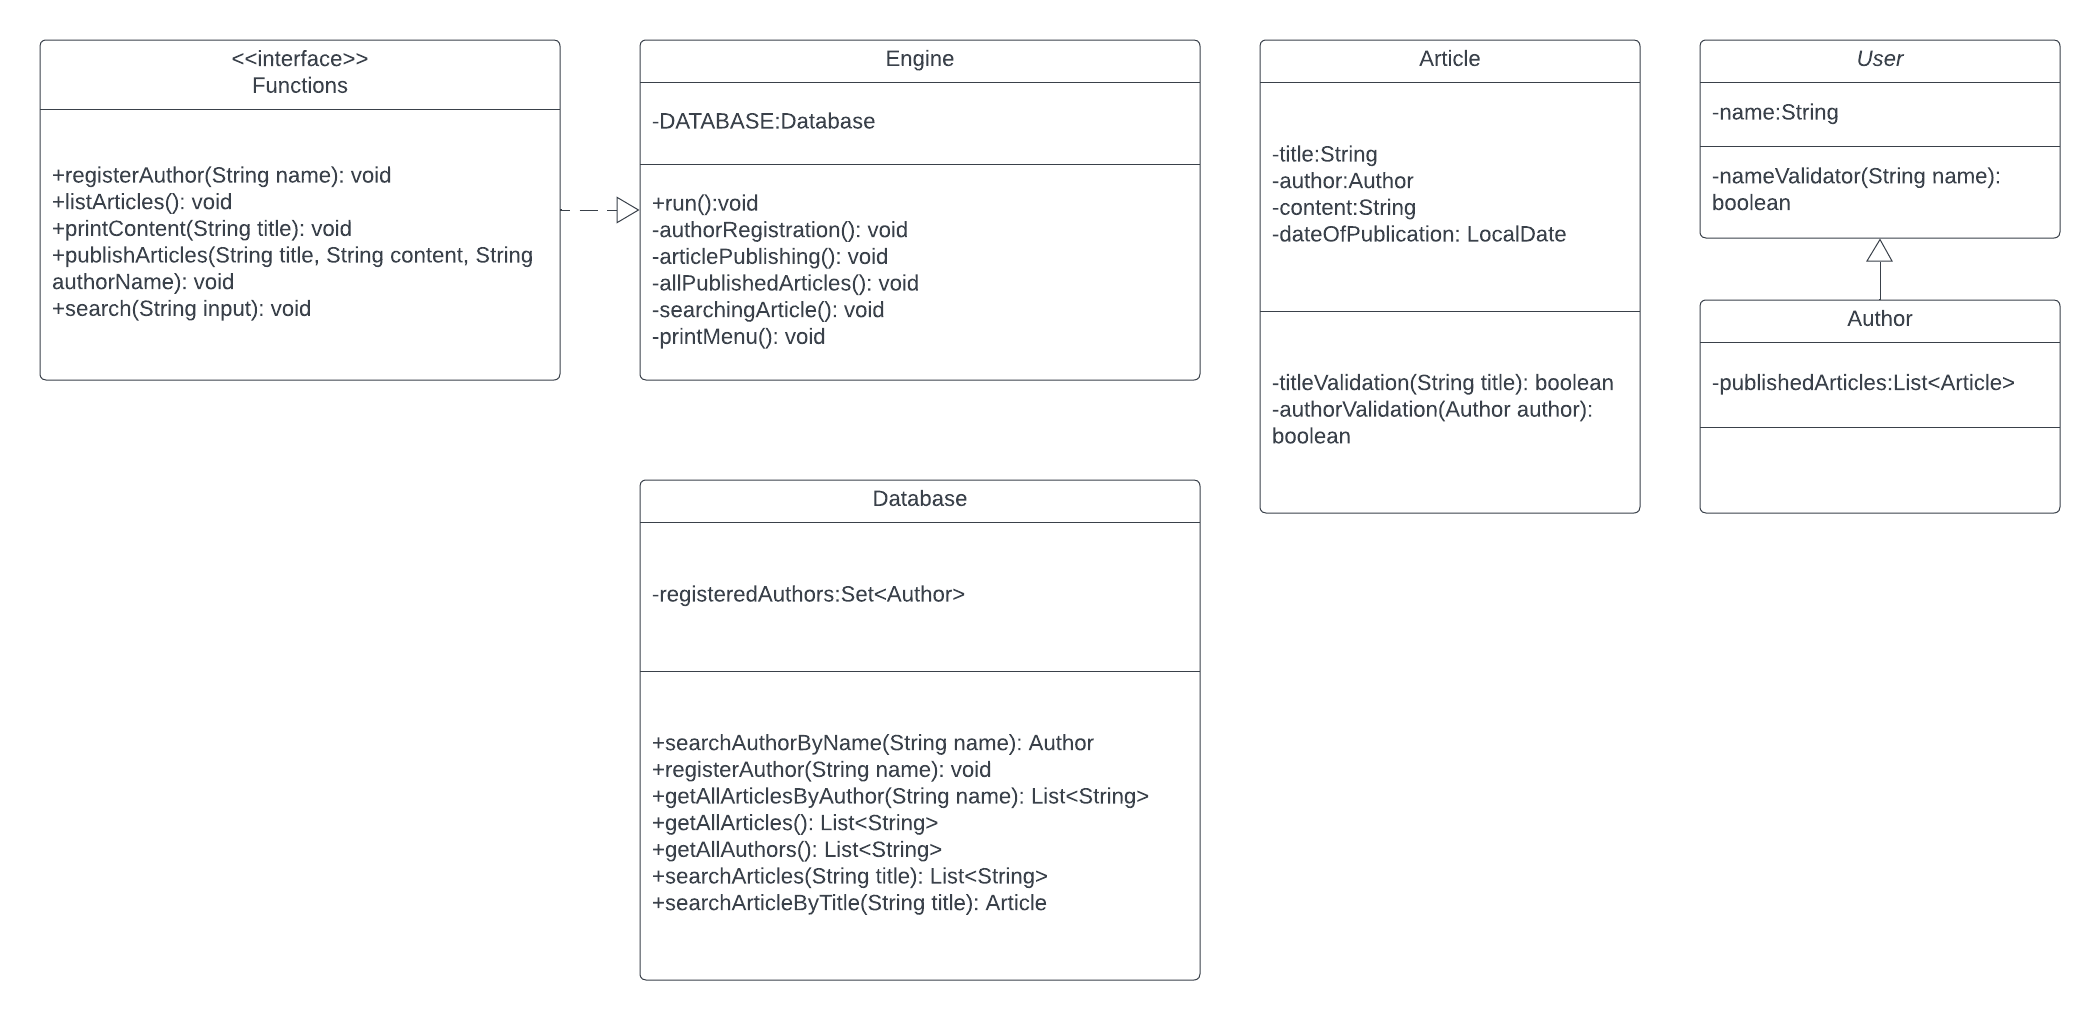 <<interface>>
Functions
+registerAuthor(String name): void
+listArticles(): void
+printContent(String title): void
+publishArticles(String title, String content, String
authorName): void
+search(String input): void
Engine
-DATABASE:Database
+run():void
-authorRegistration(): void
-articlePublishing(): void
-allPublishedArticles(): void
-searchingArticle(): void
-printMenu(): void
Article
-title:String
-author:Author
-content:String
-dateOfPublication: LocalDate
-titleValidation(String title): boolean
-authorValidation(Author author):
boolean
User
-name:String
-nameValidator(String name):
boolean
Author
-publishedArticles:List<Article>
Database
-registeredAuthors:Set<Author>
+searchAuthorByName(String name): Author
+registerAuthor(String name): void
+getAllArticlesByAuthor(String name): List<String>
+getAllArticles(): List<String>
+getAllAuthors(): List<String>
+searchArticles(String title): List<String>
+searchArticleByTitle(String title): Article